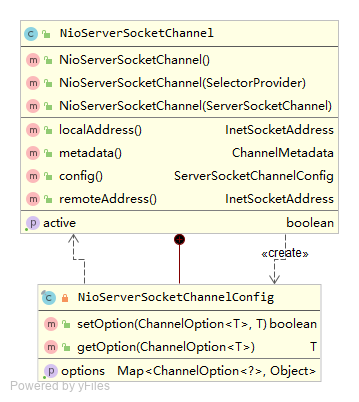 NioServerSocketChannel
NioServerSocketChannel()
NioServerSocketChannel(SelectorProvider)
NioServerSocketChannel(ServerSocketChannel)
localAddress() InetSocketAddress
metadata() ChannelMetadata
config() ServerSocketChannelConfig
remoteAddress() InetSocketAddress
active boolean
«create»
NioServerSocketChannelConfig
setOption(ChannelOption<T>, T) boolean
getOption(ChannelOption<T>) T
options Map<ChannelOption<?>, Object>
Powered by yFiles